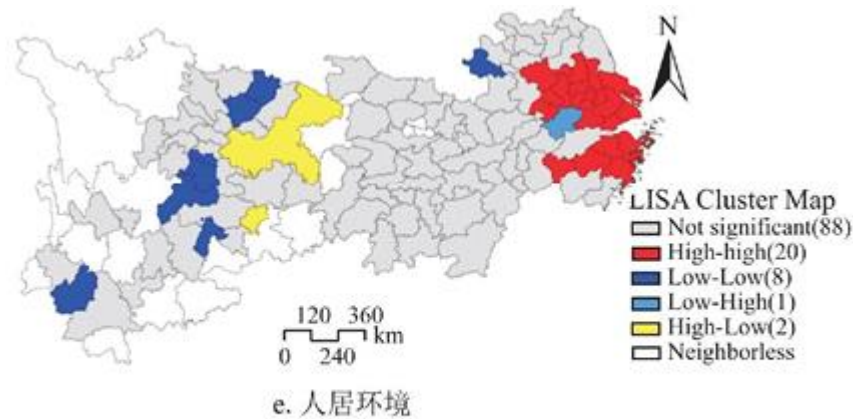 N
LISA Cluster Map
Not significant(88)
High-high(20)
Low-Low(8)
Low-High(1)
High-Low(2)
Neighborless
120 360
km
0 240
e. 人居环境